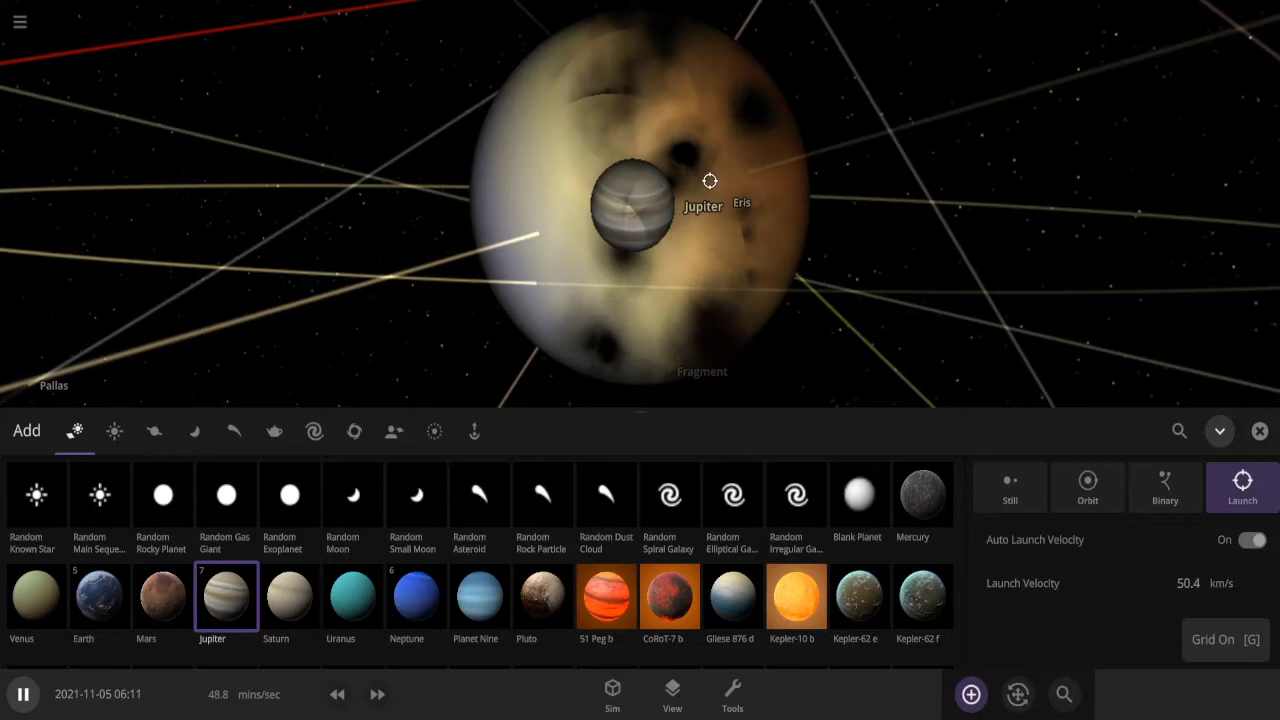 Jupiter
Eris
Fragment
Pallas
Add
Random Known Star
Random Main Seque...
Random Rocky Planet
Random Gas Giant
Random Exoplanet
Random Moon
Random Small Moon
Random Asteroid
Random Rock Particle
Random Dust Cloud
Random Spiral Galaxy
Random Elliptical Ga...
Random Irregular Ga...
Blank Planet
Mercury
Venus
5
Earth
Mars
7
Jupiter
Saturn
Uranus
6
Neptune
Planet Nine
Pluto
51 Peg b
CoRoT-7 b
Gliese 876 d
Kepler-10 b
Kepler-62 e
Kepler-62 f
Still
Orbit
Binary
Launch
Auto Launch Velocity On
Launch Velocity 50.4 km/s
Grid On [G]
2021-11-05 06:11
48.8 mins/sec
Sim
View
Tools